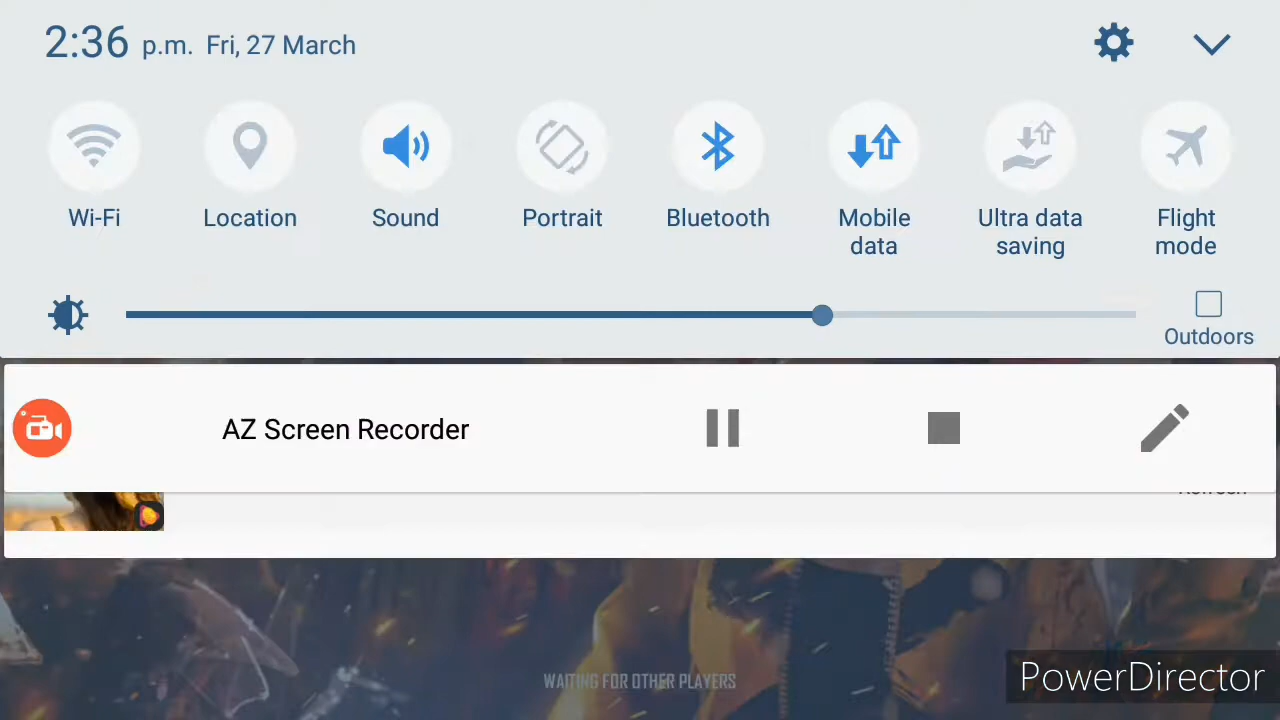 2:36 p.m. Fri, 27 March
Wi-Fi
Location
Sound
Portrait
Bluetooth
Mobile
data
Ultra data
saving
Flight
mode
Outdoors
AZ Screen Recorder
WAITING FOR OTHER PLAYERS
PowerDirector